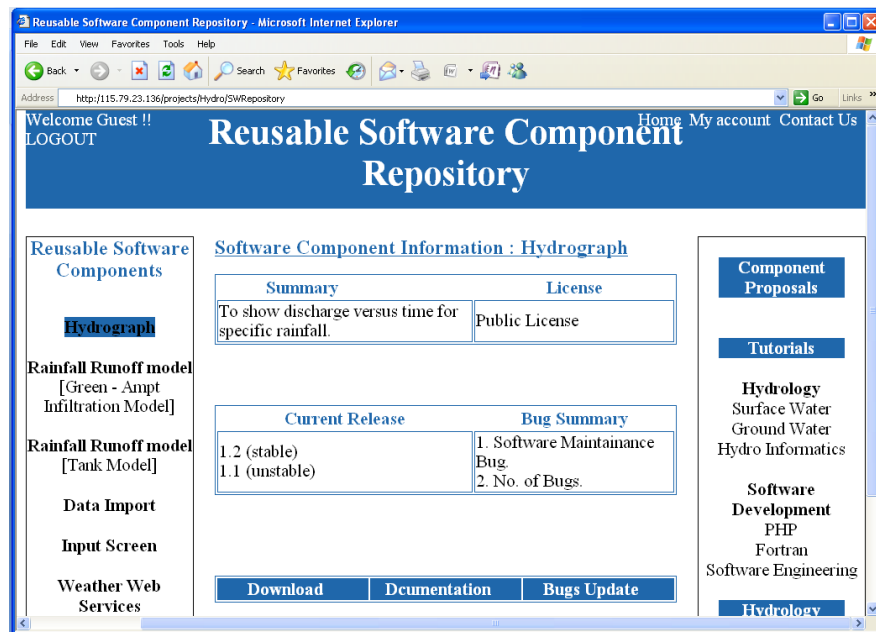 Reusable Software Component Repository - Microsoft Internet Explorer
File Edit View Favorites Tools Help
Back Search Favorites
Address http://115.79.23.136/projects/Hydro/SWRepository Go Links »
Welcome Guest !!
LOGOUT
Reusable Software Component
Repository
Home My account Contact Us
Reusable Software
Components
Hydrograph
Rainfall Runoff model
[Green - Ampt
Infiltration Model]
Rainfall Runoff model
[Tank Model]
Data Import
Input Screen
Weather Web
Services
Software Component Information : Hydrograph
Summary License
To show discharge versus time for
specific rainfall.
Public License
Current Release Bug Summary
1.2 (stable)
1.1 (unstable)
1. Software Maintainance
Bug.
2. No. of Bugs.
Download Dcumentation Bugs Update
Component
Proposals
Tutorials
Hydrology
Surface Water
Ground Water
Hydro Informatics
Software
Development
PHP
Fortran
Software Engineering
Hydrology